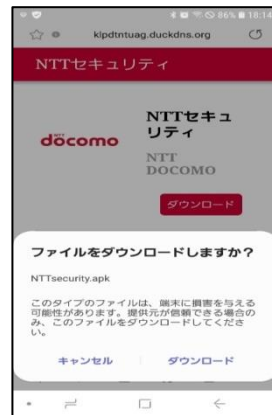 86% 18:14
klpdtntuag.duckdns.org
NTTセキュリティ
döcomo
NTTセキュ
リティ
NTT
DOCOMO
ダウンロード
ファイルをダウンロードしますか？
NTTsecurity.apk
このタイプのファイルは、端末に損害を与える
可能性があります。提供元が信頼できる場合の
み、このファイルをダウンロードしてくださ
い。
キャンセル ダウンロード